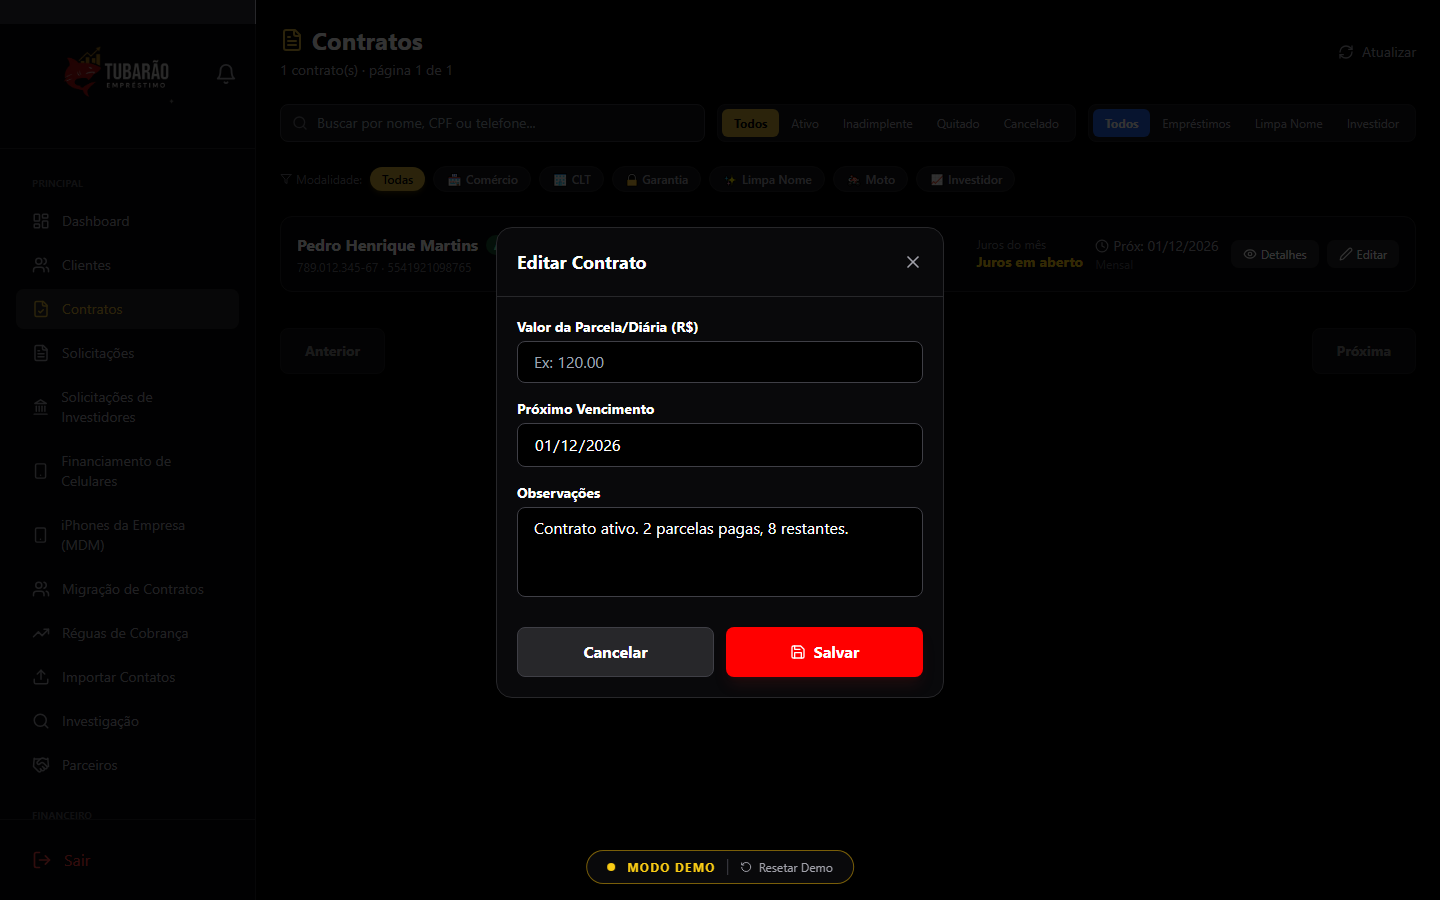 TUBARÃO
EMPRÉSTIMO
PRINCIPAL
Dashboard
Clientes
Contratos
Solicitações
Solicitações de
Investidores
Financiamento de
Celulares
iPhones da Empresa
(MDM)
Migração de Contratos
Réguas de Cobrança
Importar Contatos
Investigação
Parceiros
FINANCEIRO
Sair
Contratos
1 contrato(s) · página 1 de 1
Atualizar
Buscar por nome, CPF ou telefone...
Todos Ativo Inadimplente Quitado Cancelado
Todos Empréstimos Limpa Nome Investidor
Modalidade: Todas Comércio CLT Garantia Limpa Nome Moto Investidor
Pedro Henrique Martins
789.012.345-67 · 5541921098765
Juros do mês
Juros em aberto
Próx: 01/12/2026
Mensal
Detalhes
Editar
Anterior
Próxima
Editar Contrato
Valor da Parcela/Diária (R$)
Ex: 120.00
Próximo Vencimento
01/12/2026
Observações
Contrato ativo. 2 parcelas pagas, 8 restantes.
Cancelar
Salvar
MODO DEMO
Resetar Demo